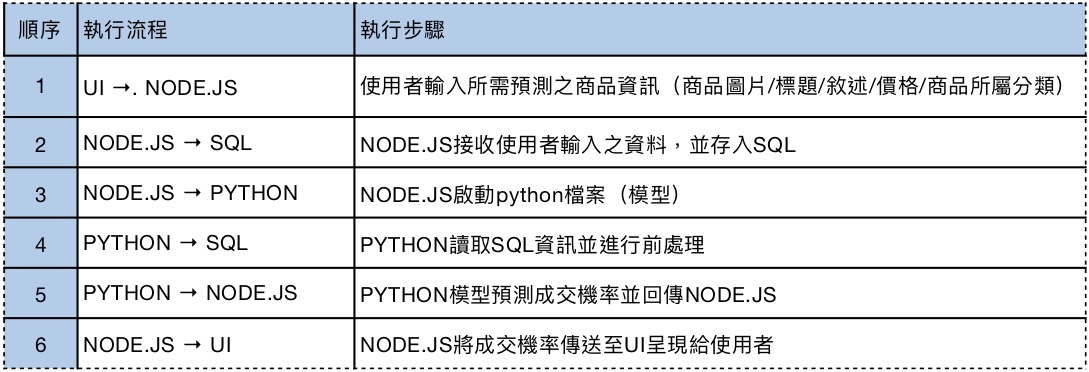 順序 執行流程 執行步驟
1 UI →. NODE.JS 使用者輸入所需預測之商品資訊（商品圖片/標題/敘述/價格/商品所屬分類）
2 NODE.JS → SQL NODE.JS接收使用者輸入之資料，並存入SQL
3 NODE.JS → PYTHON NODE.JS啟動python檔案（模型）
4 PYTHON → SQL PYTHON讀取SQL資訊並進行前處理
5 PYTHON → NODE.JS PYTHON模型預測成交機率並回傳NODE.JS
6 NODE.JS → UI NODE.JS將成交機率傳送至UI呈現給使用者